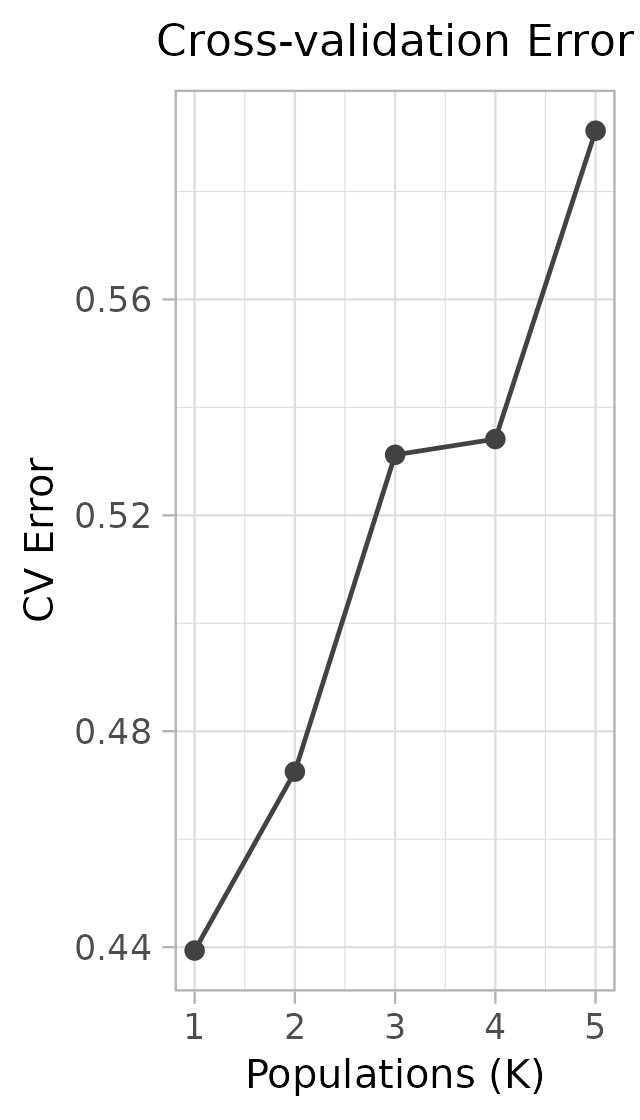 Cross-validation Error
0.56
0.52
0.48
0.44
CV Error
1 2 3 4 5
Populations (K)